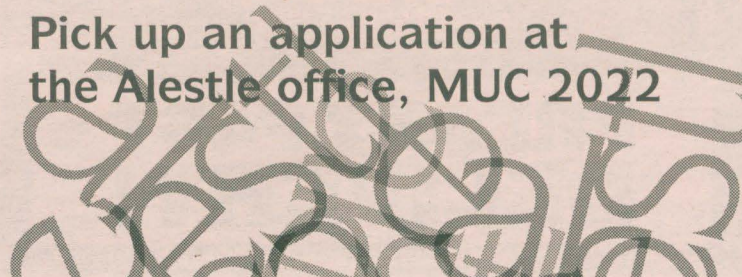 Pick up an application at
the Alestle office, MUC 2022